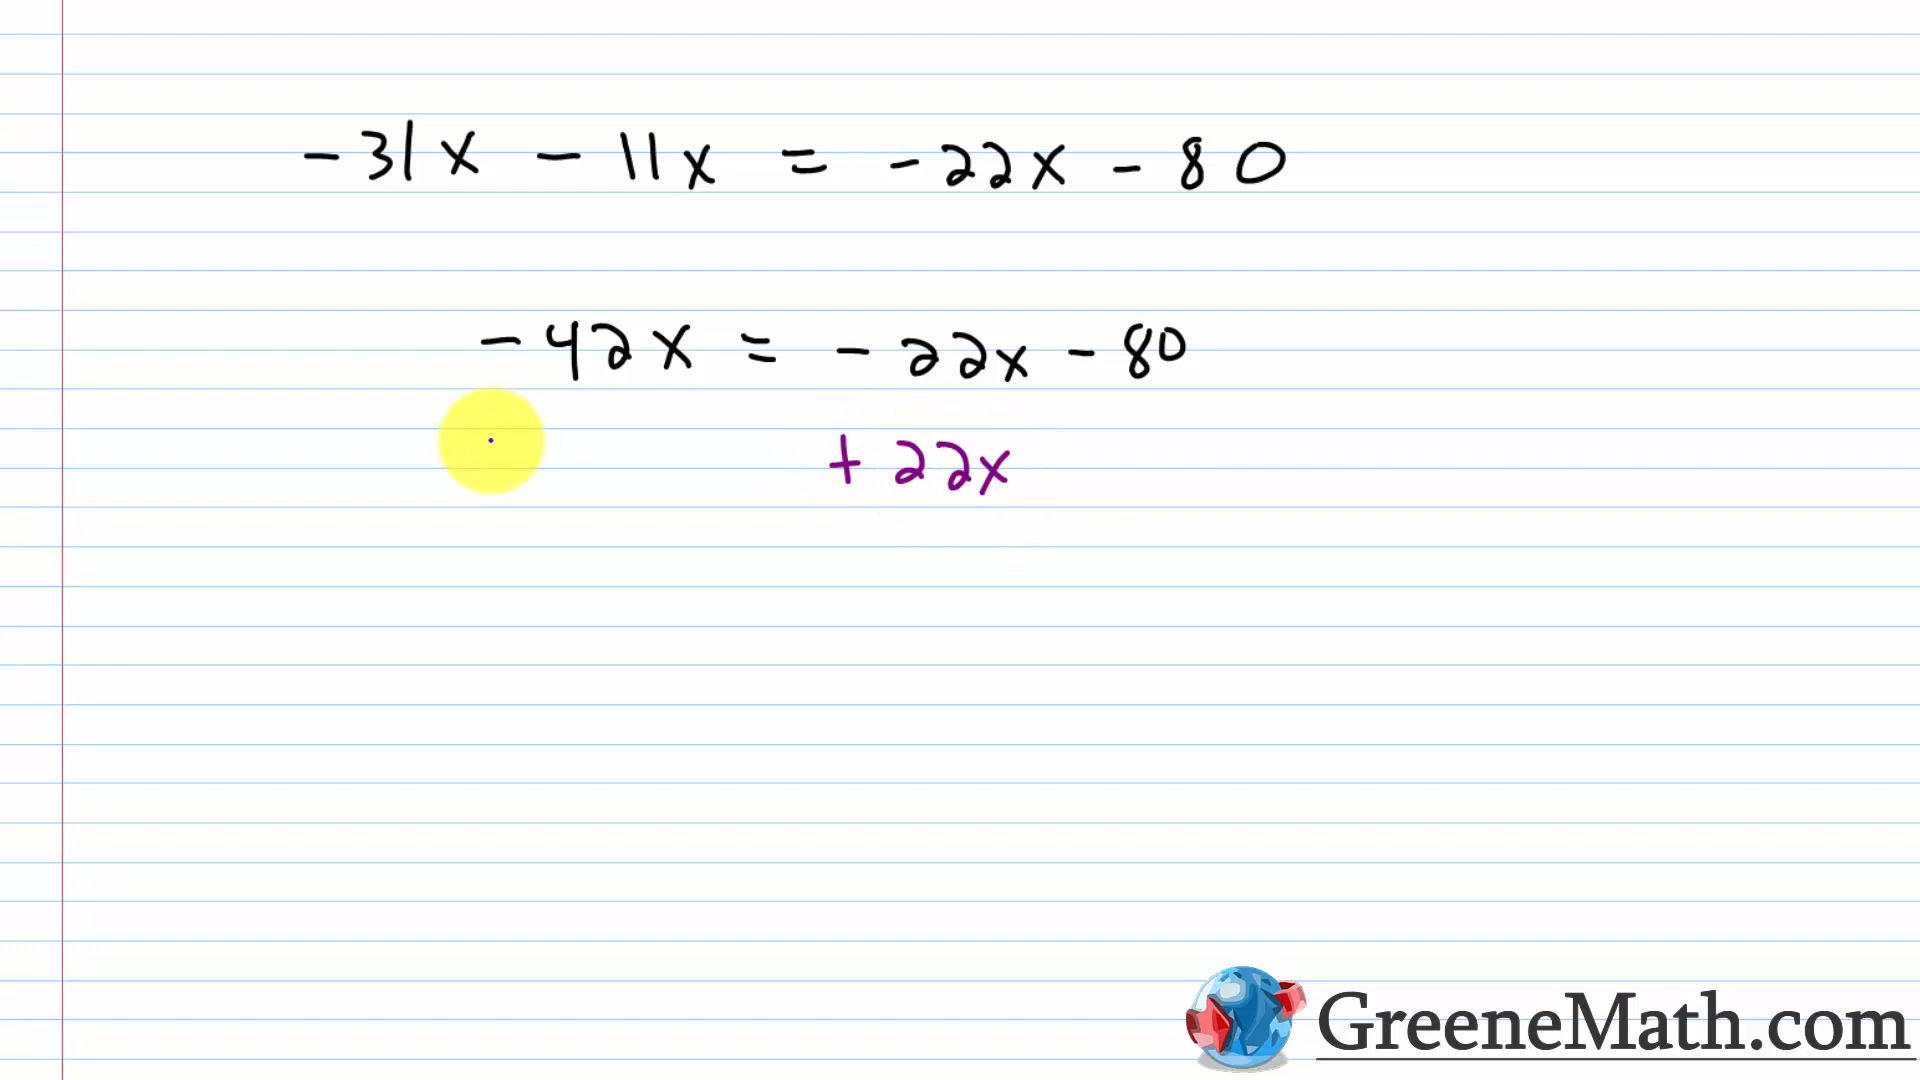 -31x - 11x = -22x - 80
-42x = -22x - 80
+ 22x
GreeneMath.com